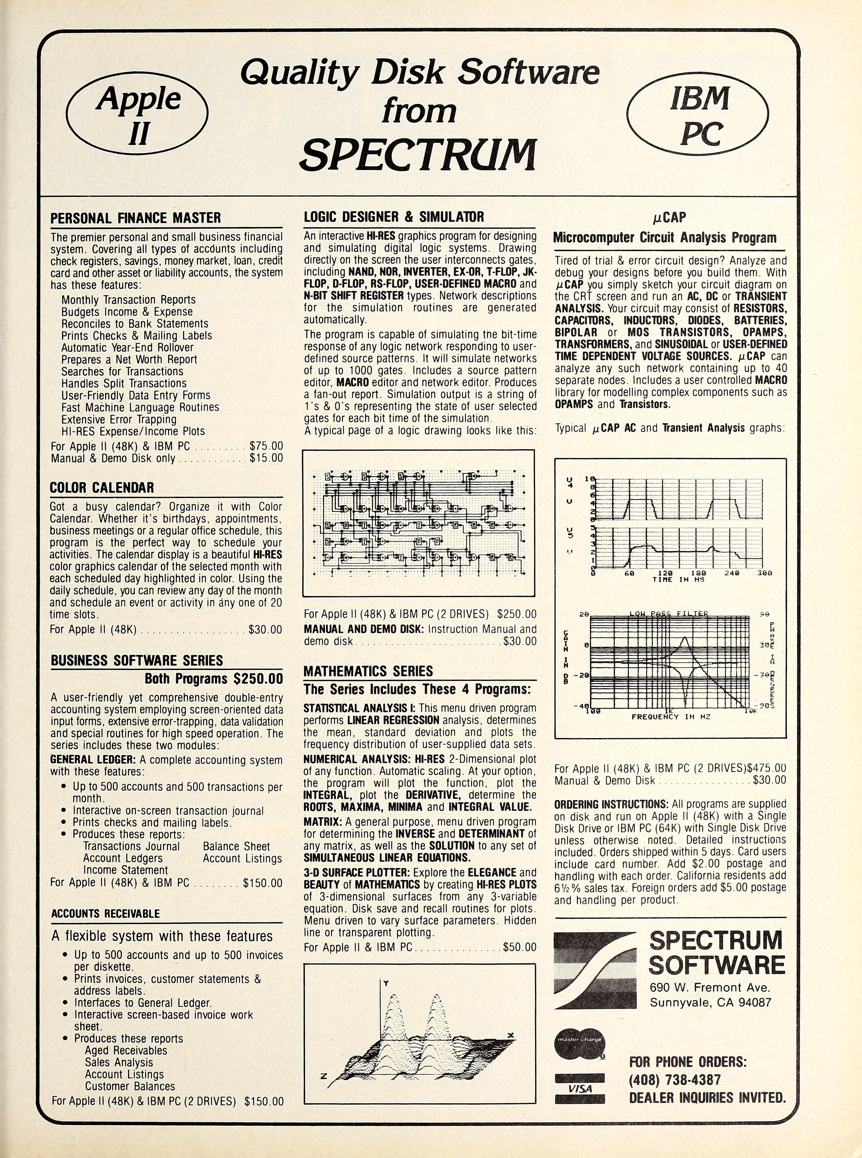 Apple
II
Quality Disk Software
from
SPECTRUM
IBM
PC
PERSONAL FINANCE MASTER
The premier personal and small business financial
system. Covering all types of accounts including
check registers, savings, money market, loan, credit
card and other asset or liability accounts, the system
has these features:
Monthly Transaction Reports
Budgets Income & Expense
Reconciles to Bank Statements
Prints Checks & Mailing Labels
Automatic Year-End Rollover
Prepares a Net Worth Report
Searches for Transactions
Handles Split Transactions
User-Friendly Data Entry Forms
Fast Machine Language Routines
Extensive Error Trapping
HI-RES Expense/Income Plots
For Apple II (48K) & IBM PC ......... $75.00
Manual & Demo Disk only ............ $15.00
COLOR CALENDAR
Got a busy calendar? Organize it with Color
Calendar. Whether it's birthdays, appointments,
business meetings or a regular office schedule, this
program is the perfect way to schedule your
activities. The calendar display is a beautiful HI-RES
color graphics calendar of the selected month with
each scheduled day highlighted in color. Using the
daily schedule, you can review any day of the month
and schedule an event or activity in any one of 20
time slots.
For Apple II (48K) .................. $30.00
BUSINESS SOFTWARE SERIES
Both Programs $250.00
A user-friendly yet comprehensive double-entry
accounting system employing screen-oriented data
input forms, extensive error-trapping, data validation
and special routines for high speed operation. The
series includes these two modules:
GENERAL LEDGER: A complete accounting system
with these features:
• Up to 500 accounts and 500 transactions per
month.
• Interactive on-screen transaction journal
• Prints checks and mailing labels.
• Produces these reports:
Transactions Journal Balance Sheet
Account Ledgers Account Listings
Income Statement
For Apple II (48K) & IBM PC ........ $150.00
ACCOUNTS RECEIVABLE
A flexible system with these features
• Up to 500 accounts and up to 500 invoices
per diskette.
• Prints invoices, customer statements &
address labels.
• Interfaces to General Ledger.
• Interactive screen-based invoice work
sheet.
• Produces these reports
Aged Receivables
Sales Analysis
Account Listings
Customer Balances
For Apple II (48K) & IBM PC (2 DRIVES) $150.00
LOGIC DESIGNER & SIMULATOR
An interactive HI-RES graphics program for designing
and simulating digital logic systems. Drawing
directly on the screen the user interconnects gates,
including NAND, NOR, INVERTER, EX-OR, T-FLOP, JK-
FLOP, D-FLOP, RS-FLOP, USER-DEFINED MACRO and
N-BIT SHIFT REGISTER types. Network descriptions
for the simulation routines are generated
automatically.
The program is capable of simulating the bit-time
response of any logic network responding to user-
defined source patterns. It will simulate networks
of up to 1000 gates. Includes a source pattern
editor, MACRO editor and network editor. Produces
a fan-out report. Simulation output is a string of
1's & 0's representing the state of user selected
gates for each bit time of the simulation.
A typical page of a logic drawing looks like this:
For Apple II (48K) & IBM PC (2 DRIVES) $250.00
MANUAL AND DEMO DISK: Instruction Manual and
demo disk ......................... $30.00
MATHEMATICS SERIES
The Series Includes These 4 Programs:
STATISTICAL ANALYSIS I: This menu driven program
performs LINEAR REGRESSION analysis, determines
the mean, standard deviation and plots the
frequency distribution of user-supplied data sets.
NUMERICAL ANALYSIS: HI-RES 2-Dimensional plot
of any function. Automatic scaling. At your option,
the program will plot the function, plot the
INTEGRAL, plot the DERIVATIVE, determine the
ROOTS, MAXIMA, MINIMA and INTEGRAL VALUE.
MATRIX: A general purpose, menu driven program
for determining the INVERSE and DETERMINANT of
any matrix, as well as the SOLUTION to any set of
SIMULTANEOUS LINEAR EQUATIONS.
3-D SURFACE PLOTTER: Explore the ELEGANCE and
BEAUTY of MATHEMATICS by creating HI-RES PLOTS
of 3-dimensional surfaces from any 3-variable
equation. Disk save and recall routines for plots.
Menu driven to vary surface parameters. Hidden
line or transparent plotting.
For Apple II & IBM PC............... $50.00
Y
X
Z
μCAP
Microcomputer Circuit Analysis Program
Tired of trial & error circuit design? Analyze and
debug your designs before you build them. With
μCAP you simply sketch your circuit diagram on
the CRT screen and run an AC, DC or TRANSIENT
ANALYSIS. Your circuit may consist of RESISTORS,
CAPACITORS, INDUCTORS, DIODES, BATTERIES,
BIPOLAR or MOS TRANSISTORS, OPAMPS,
TRANSFORMERS, and SINUSOIDAL or USER-DEFINED
TIME DEPENDENT VOLTAGE SOURCES. μCAP can
analyze any such network containing up to 40
separate nodes. Includes a user controlled MACRO
library for modelling complex components such as
OPAMPS and Transistors.
Typical μCAP AC and Transient Analysis graphs:
0 60 120 180 240 300
TIME IN NS
20 LOW PASS FILTER 90
0 30
-20 -30
-40 -90
100 1K 10K
FREQUENCY IN HZ
For Apple II (48K) & IBM PC (2 DRIVES)$475.00
Manual & Demo Disk ................ $30.00
ORDERING INSTRUCTIONS: All programs are supplied
on disk and run on Apple II (48K) with a Single
Disk Drive or IBM PC (64K) with Single Disk Drive
unless otherwise noted. Detailed instructions
included. Orders shipped within 5 days. Card users
include card number. Add $2.00 postage and
handling with each order. California residents add
6½% sales tax. Foreign orders add $5.00 postage
and handling per product.
SPECTRUM
SOFTWARE
690 W. Fremont Ave.
Sunnyvale, CA 94087
master charge
VISA
FOR PHONE ORDERS:
(408) 738-4387
DEALER INQUIRIES INVITED.